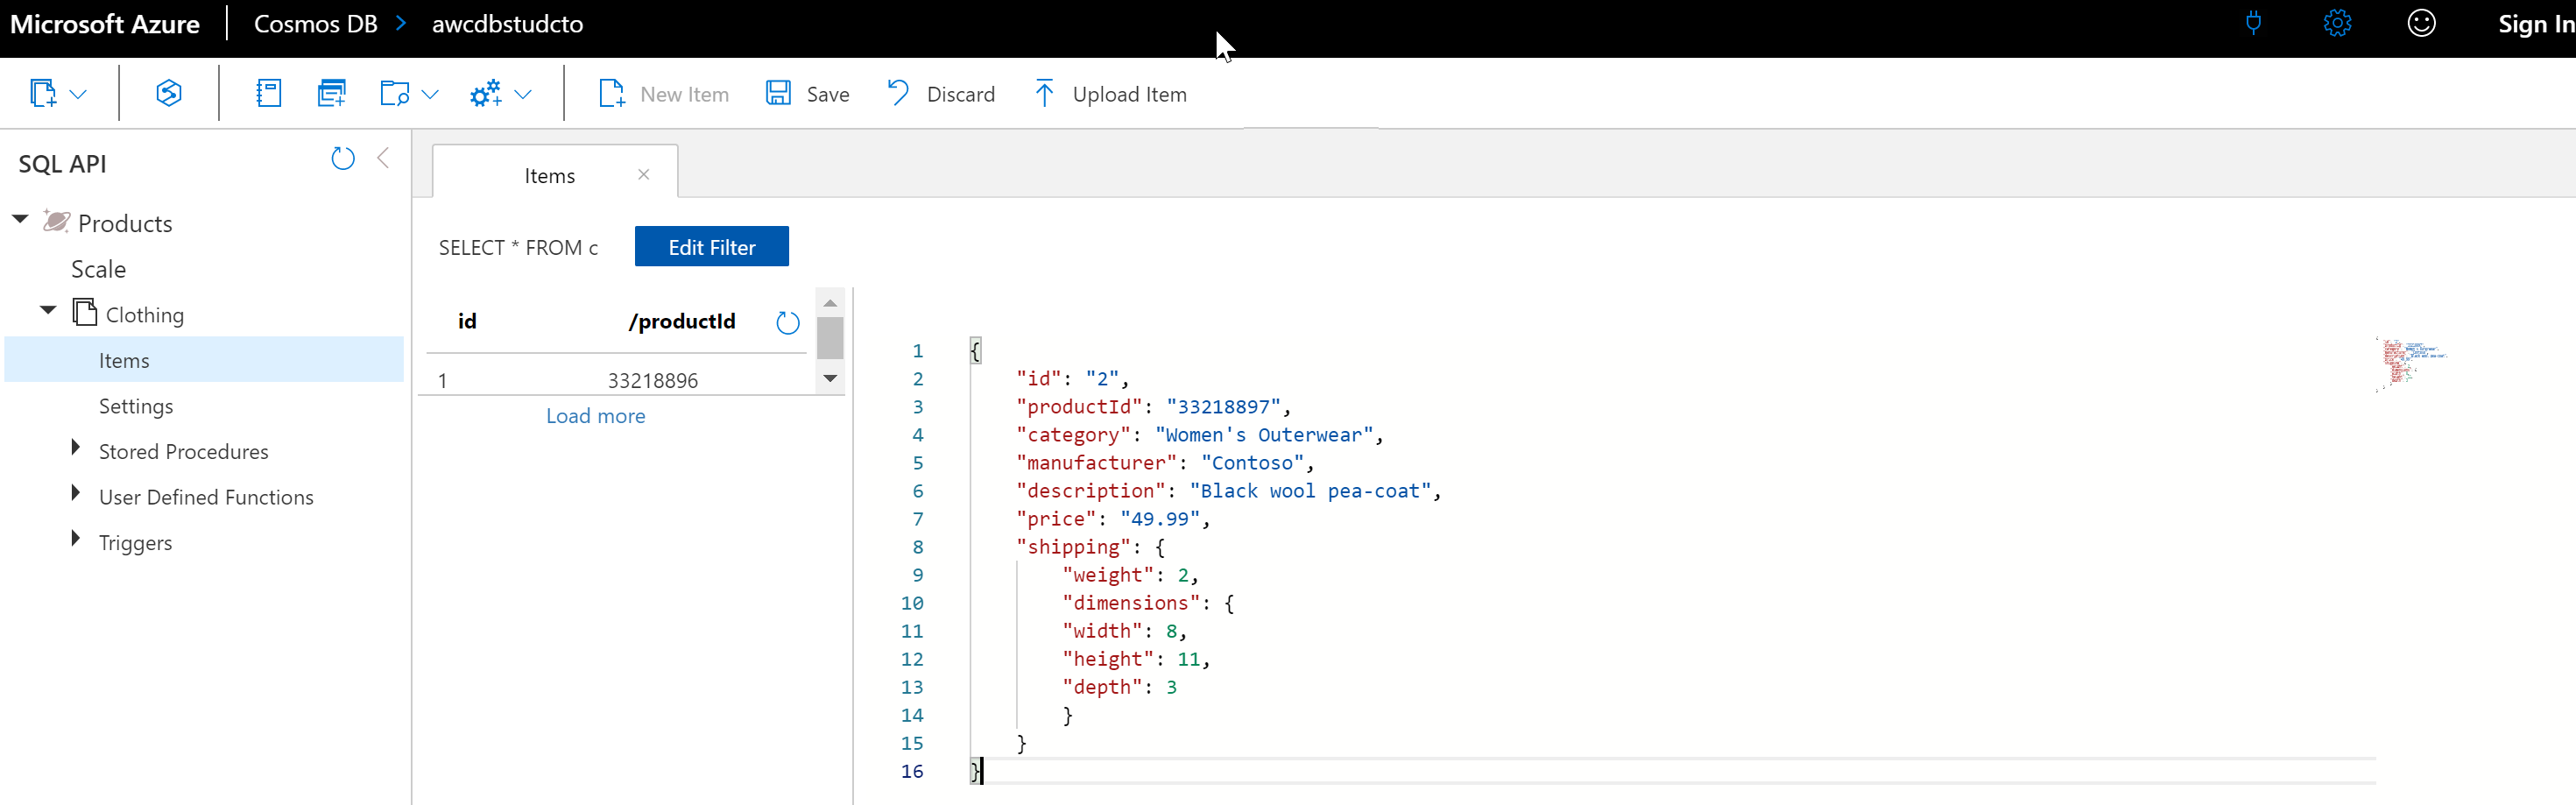 Microsoft Azure Cosmos DB > awcdbstudcto Sign In
New Item Save Discard Upload Item
SQL API
Products
Scale
Clothing
Items
Settings
Stored Procedures
User Defined Functions
Triggers
Items
SELECT * FROM c Edit Filter
id /productId
1 33218896
Load more
1 {
2 "id": "2",
3 "productId": "33218897",
4 "category": "Women's Outerwear",
5 "manufacturer": "Contoso",
6 "description": "Black wool pea-coat",
7 "price": "49.99",
8 "shipping": {
9 "weight": 2,
10 "dimensions": {
11 "width": 8,
12 "height": 11,
13 "depth": 3
14 }
15 }
16 }